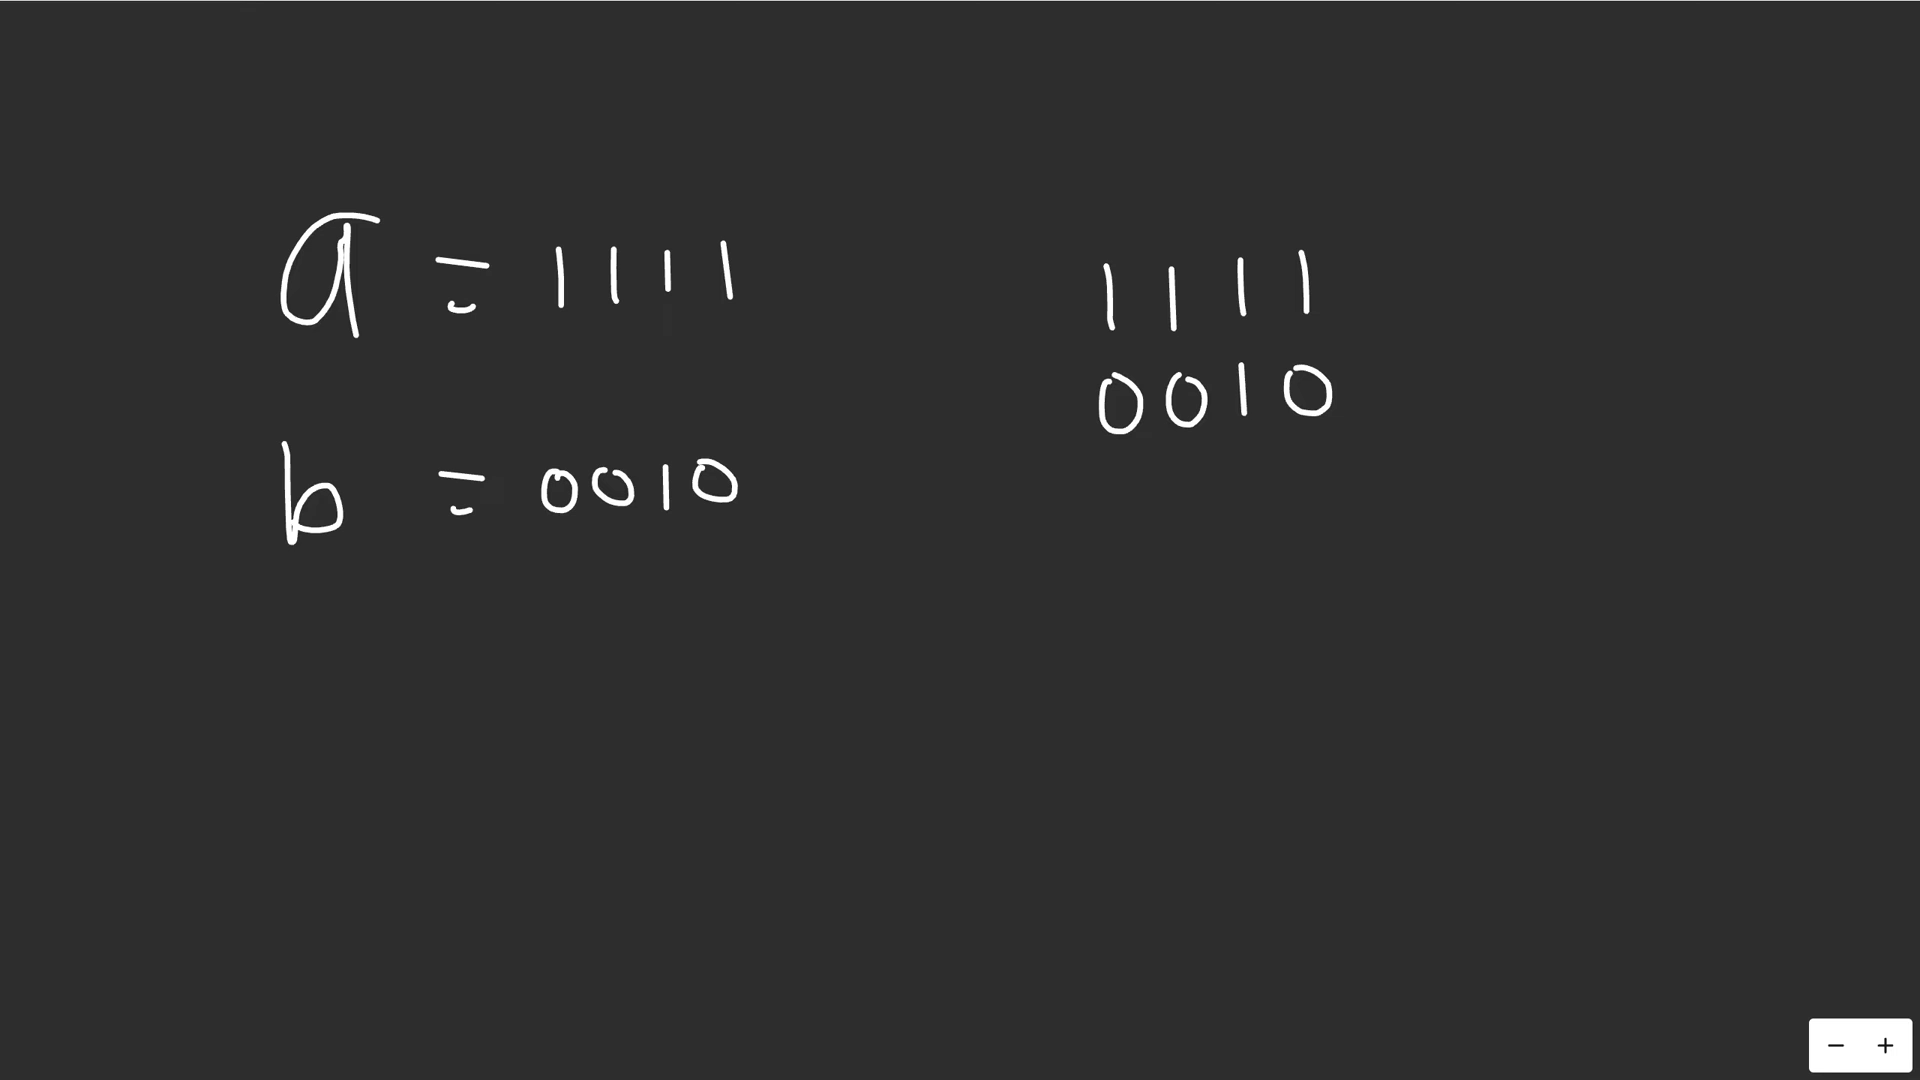 a = 1111
b = 0010
1111
0010
− +